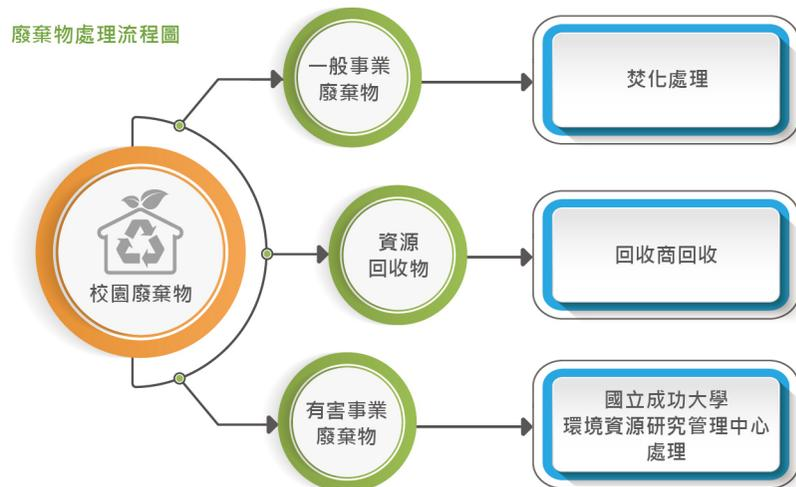 廢棄物處理流程圖
一般事業
廢棄物
焚化處理
校園廢棄物
資源
回收物
回收商回收
有害事業
廢棄物
國立成功大學
環境資源研究管理中心
處理